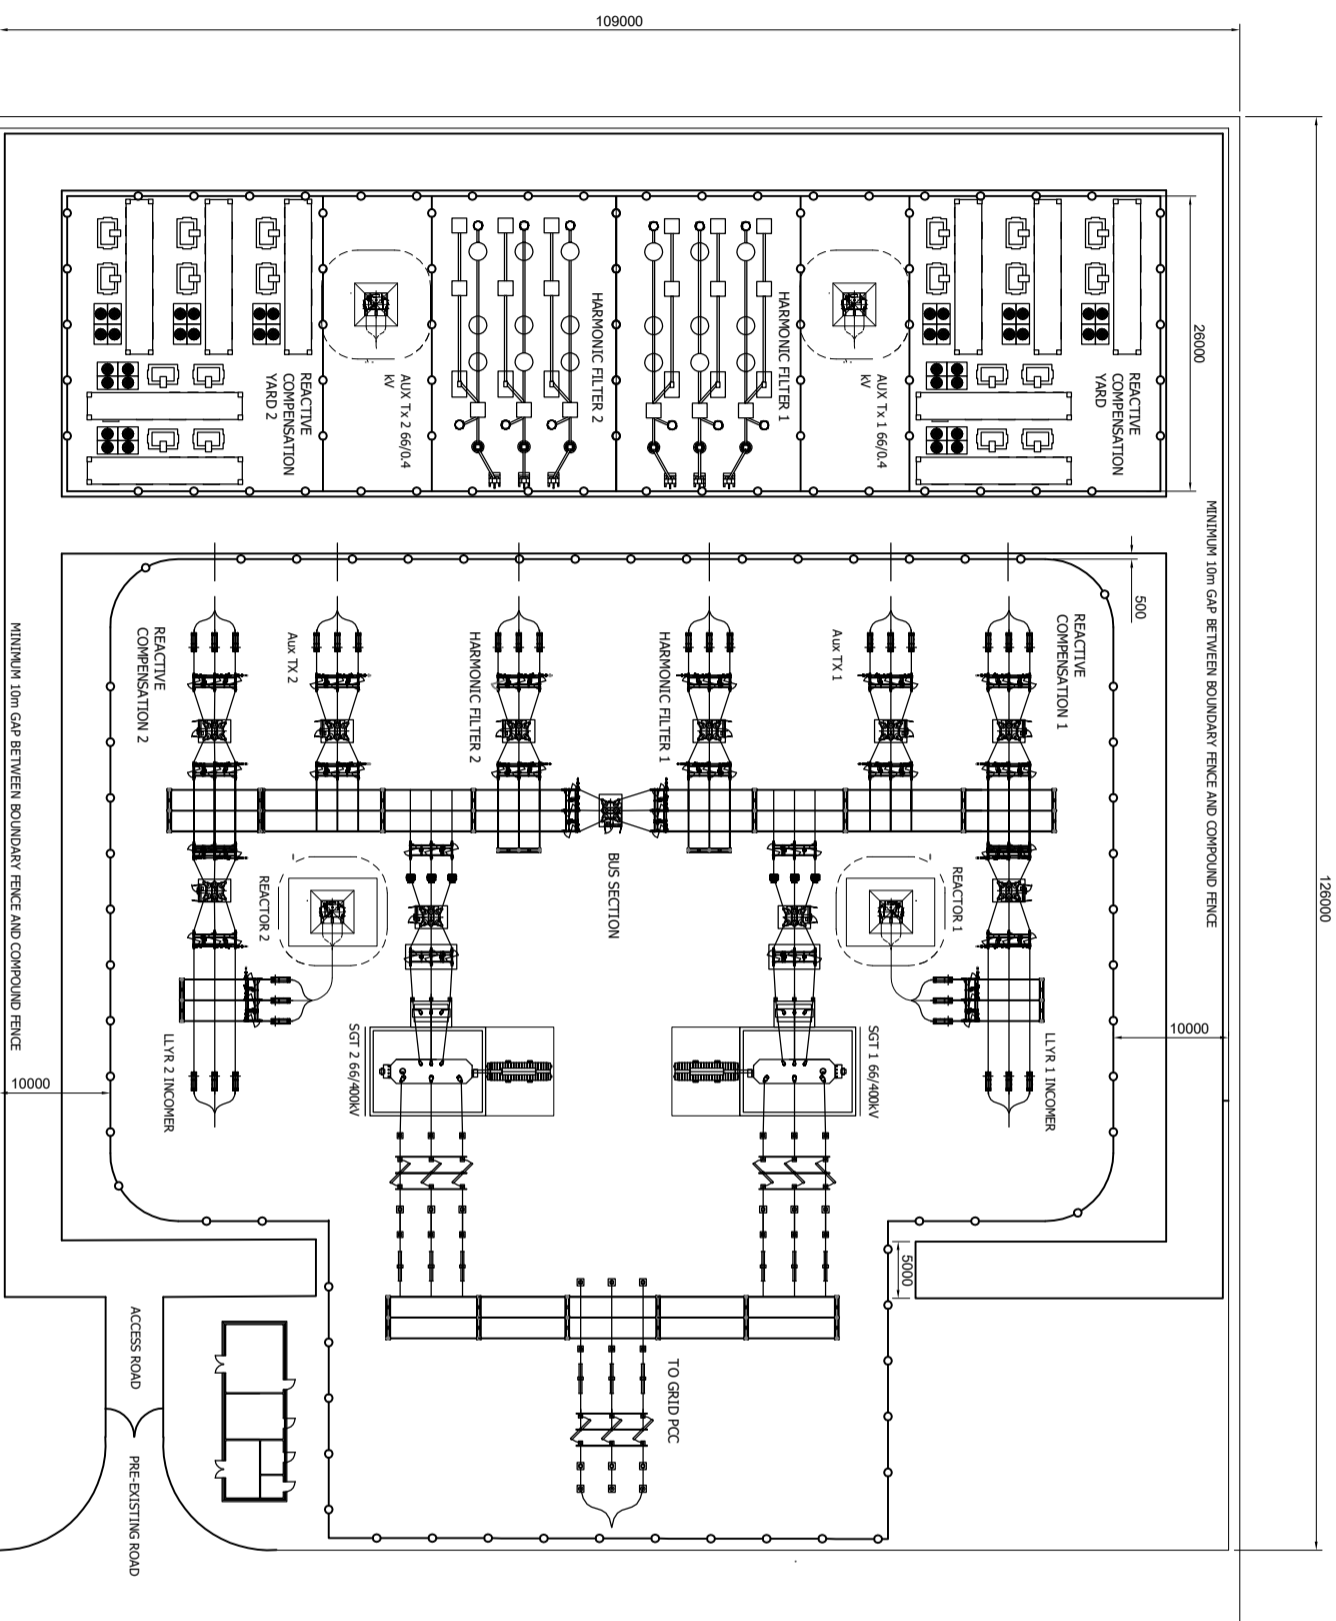 109000
126000
26000
REACTIVE
COMPENSATION
YARD 2
AUX Tx 2 66/0.4
kV
HARMONIC FILTER 2
HARMONIC FILTER 1
AUX Tx 1 66/0.4
kV
REACTIVE
COMPENSATION
YARD
MINIMUM 10m GAP BETWEEN BOUNDARY FENCE AND COMPOUND FENCE
500
REACTIVE
COMPENSATION 2
Aux TX 2
HARMONIC FILTER 2
HARMONIC FILTER 1
Aux TX 1
REACTIVE
COMPENSATION 1
MINIMUM 10m GAP BETWEEN BOUNDARY FENCE AND COMPOUND FENCE
REACTOR 2
BUS SECTION
REACTOR 1
LLYR 2 INCOMER
SGT 2 66/400kV
SGT 1 66/400kV
LLYR 1 INCOMER
10000
10000
5000
ACCESS ROAD
TO GRID PCC
PRE-EXISTING ROAD